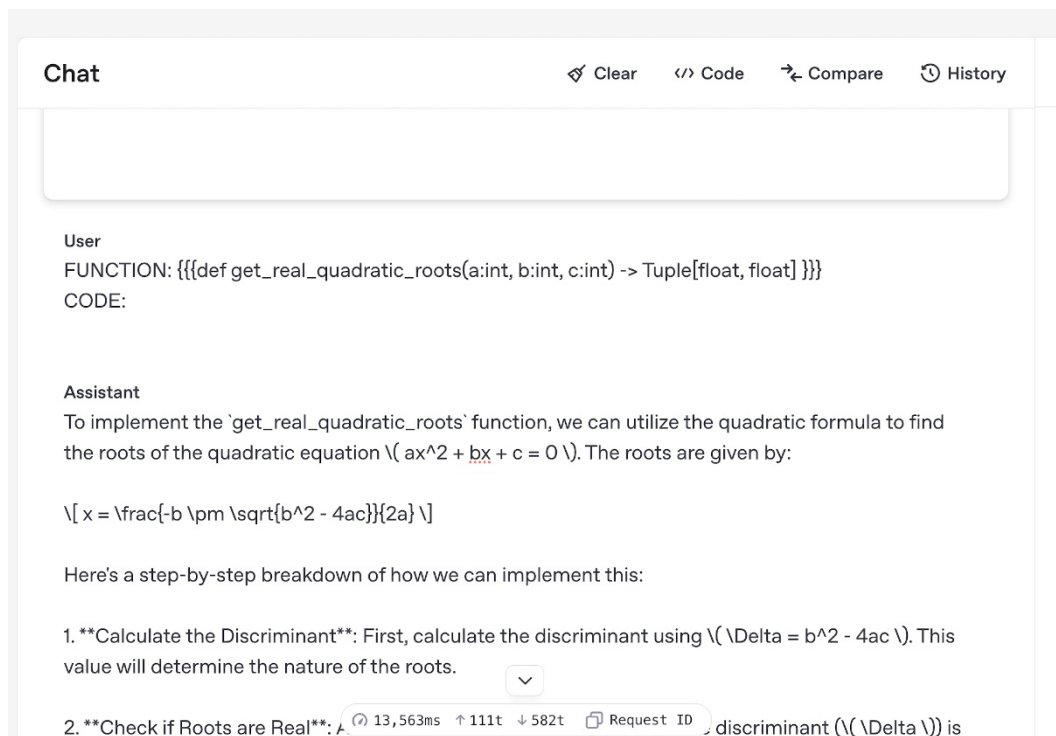 Chat
Clear
Code
Compare
History
User
FUNCTION: {{{def get_real_quadratic_roots(a:int, b:int, c:int) -> Tuple[float, float] }}}
CODE:
Assistant
To implement the `get_real_quadratic_roots` function, we can utilize the quadratic formula to find
the roots of the quadratic equation \( ax^2 + bx + c = 0 \). The roots are given by:
\[ x = \frac{-b \pm \sqrt{b^2 - 4ac}}{2a} \]
Here's a step-by-step breakdown of how we can implement this:
1. **Calculate the Discriminant**: First, calculate the discriminant using \( \Delta = b^2 - 4ac \). This
value will determine the nature of the roots.
13,563ms ↑111t ↓582t Request ID
2. **Check if Roots are Real**: discriminant (\( \Delta \)) is